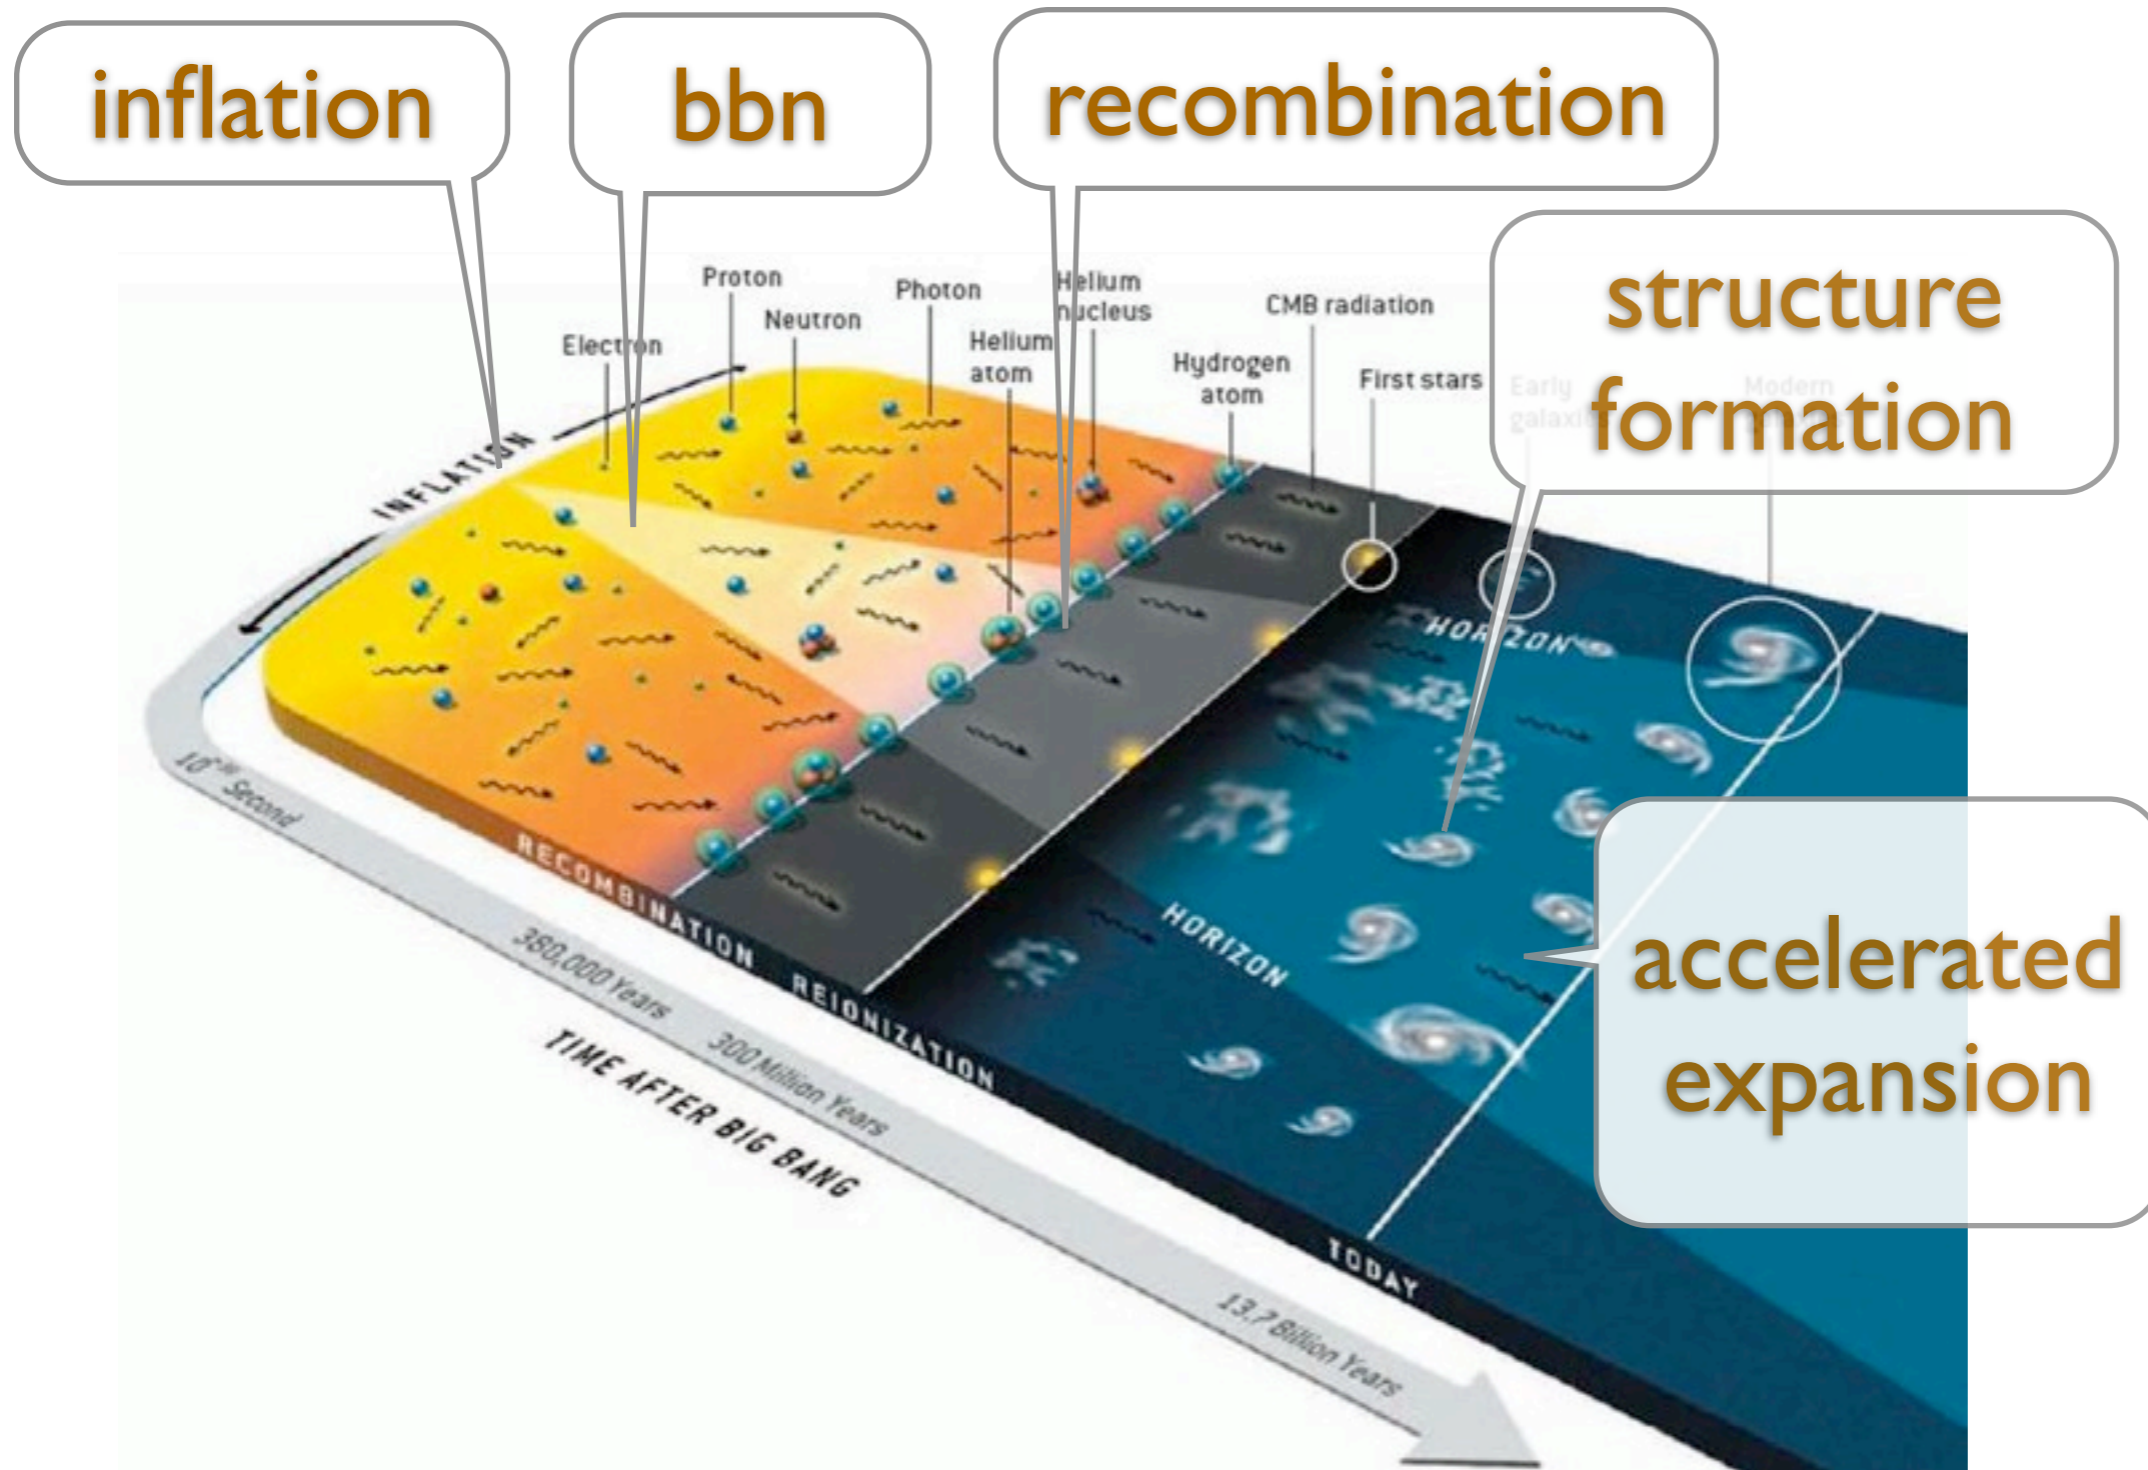 inflation
bbn
recombination
structure
formation
accelerated
expansion
Proton
Neutron
Electron
Photon
Helium
atom
Helium
nucleus
Hydrogen
atom
CMB radiation
First stars
Early
Modern
INFLATION
HORIZON
HORIZON
Second
RECOMBINATION
380,000 Years
REIONIZATION
300 Million Years
TIME AFTER BIG BANG
TODAY
13.7 Billion Years